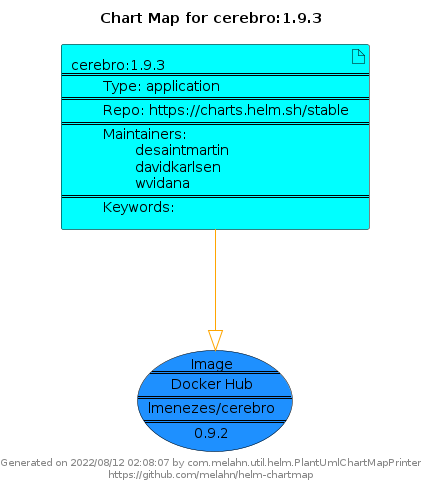 Chart Map for cerebro:1.9.3
cerebro:1.9.3
Type: application
Repo: https://charts.helm.sh/stable
Maintainers:
desaintmartin
davidkarlsen
wvidana
Keywords:
Image
Docker Hub
lmenezes/cerebro
0.9.2
Generated on 2022/08/12 02:08:07 by com.melahn.util.helm.PlantUmlChartMapPrinter
https://github.com/melahn/helm-chartmap